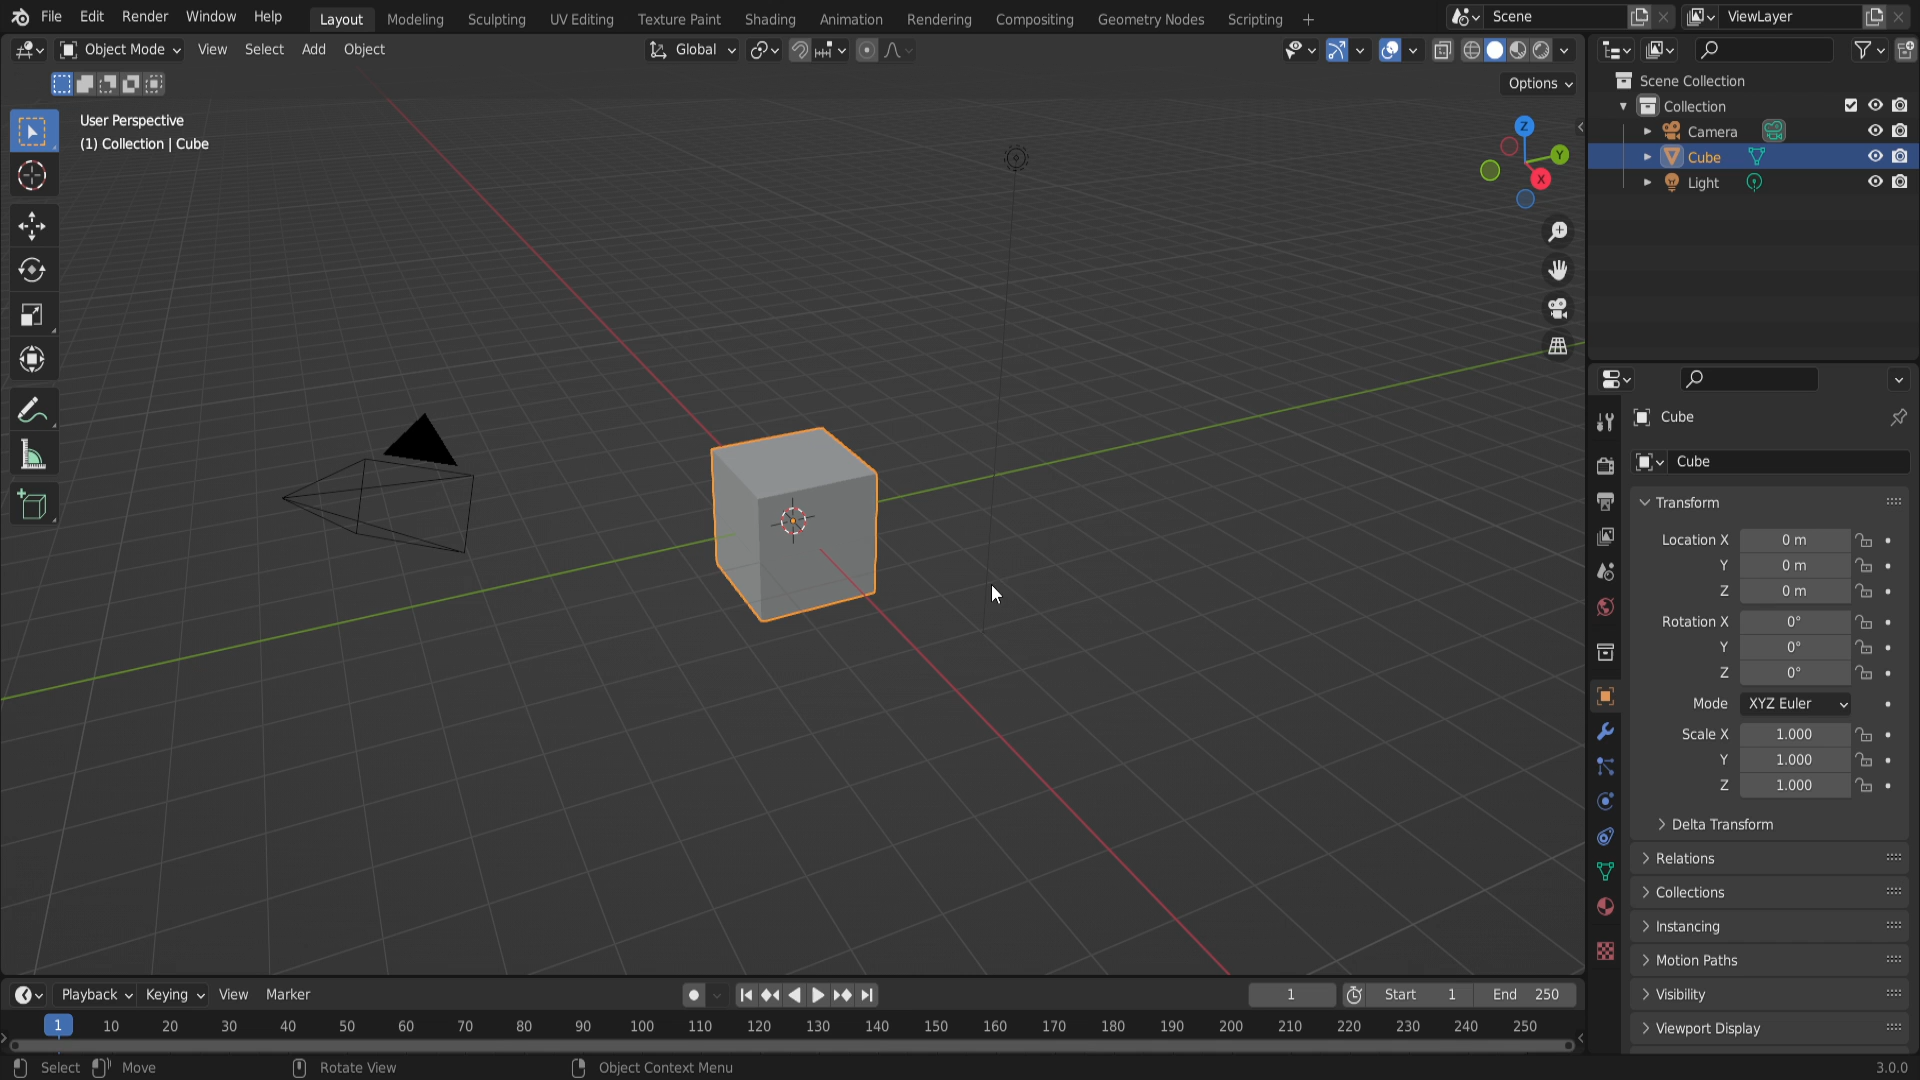 File Edit Render Window Help Layout Modeling Sculpting UV Editing Texture Paint Shading Animation Rendering Compositing Geometry Nodes Scripting + Scene ViewLayer
Object Mode View Select Add Object Global
Options
User Perspective
(1) Collection | Cube
Z
Y
X
Scene Collection
Collection
Camera
Cube
Light
Cube
Cube
Transform
Location X 0 m
Y 0 m
Z 0 m
Rotation X 0°
Y 0°
Z 0°
Mode XYZ Euler
Scale X 1.000
Y 1.000
Z 1.000
Delta Transform
Relations
Collections
Instancing
Motion Paths
Visibility
Viewport Display
Playback Keying View Marker 1 Start 1 End 250
1 10 20 30 40 50 60 70 80 90 100 110 120 130 140 150 160 170 180 190 200 210 220 230 240 250
Select Move Rotate View Object Context Menu 3.0.0